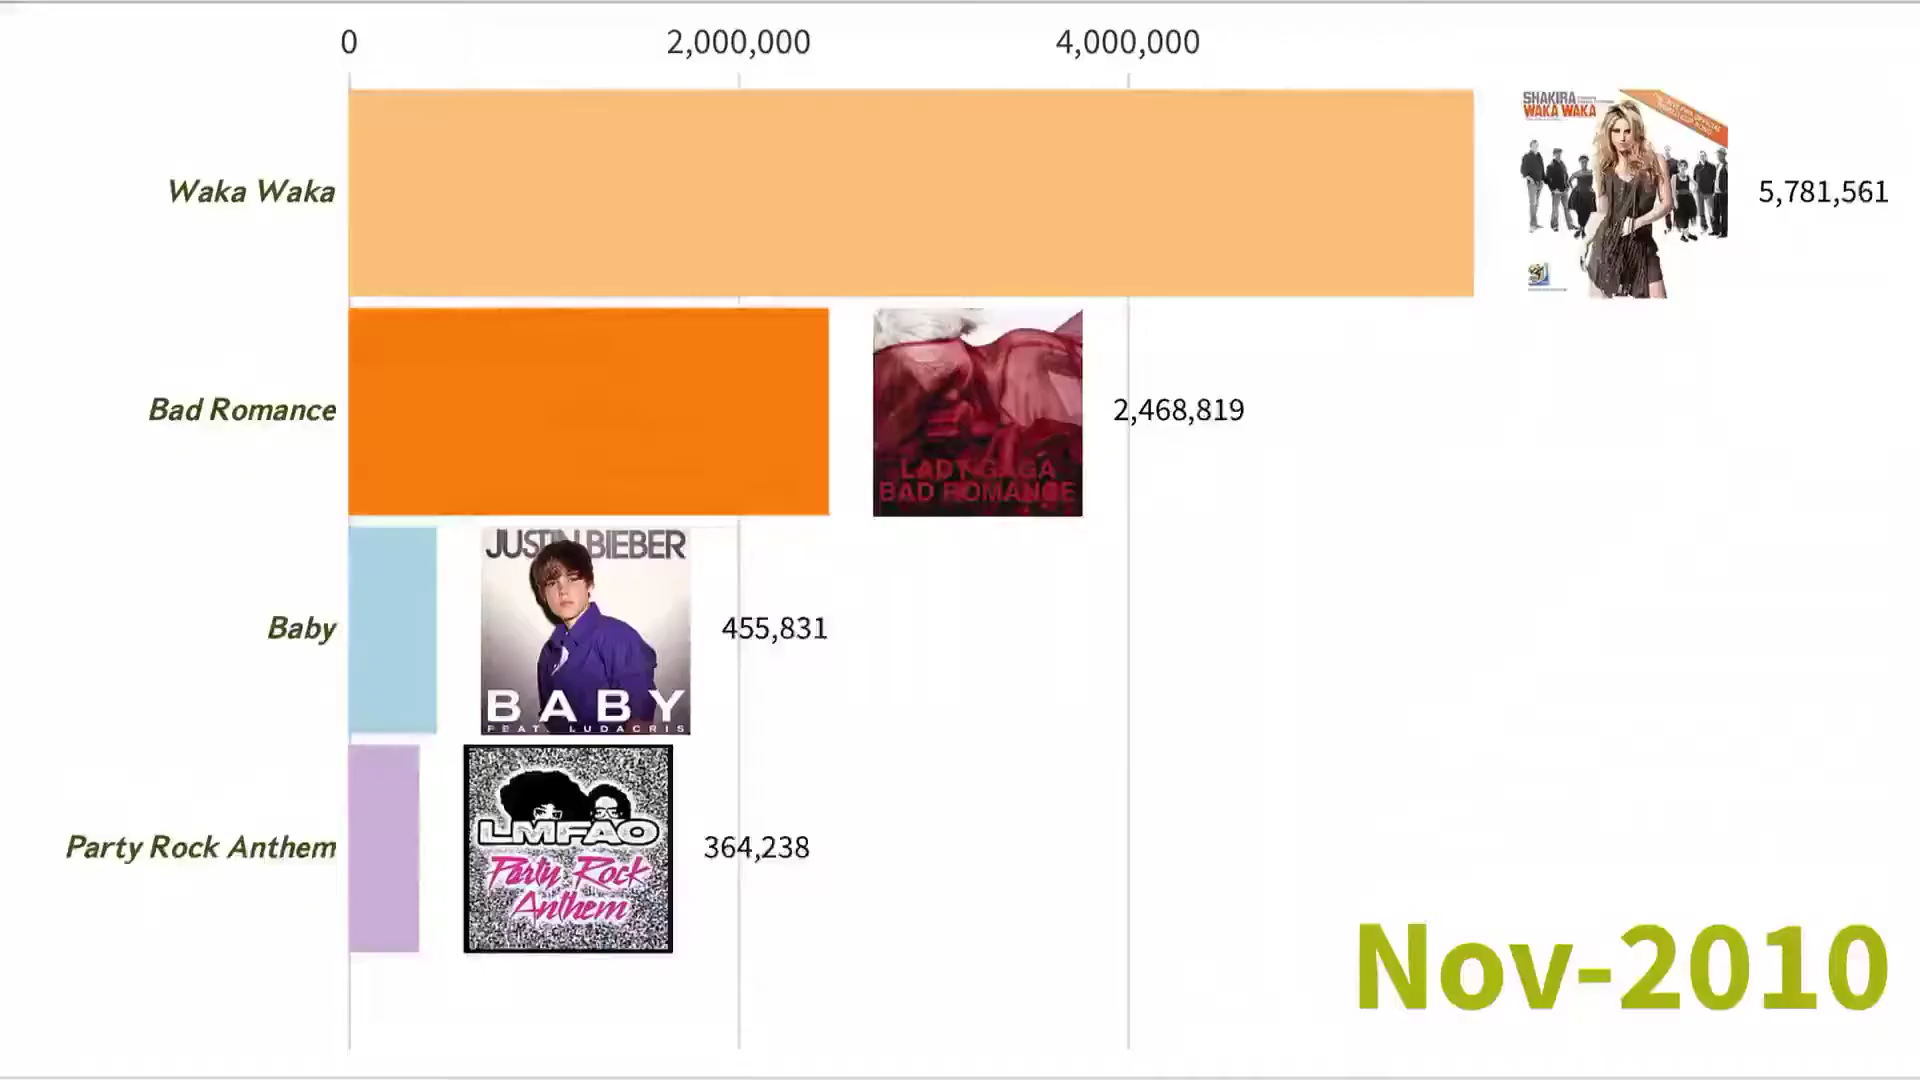 0 2,000,000 4,000,000
Waka Waka
SHAKIRA
WAKA WAKA
5,781,561
Bad Romance
LADY GAGA
BAD ROMANCE
2,468,819
Baby
JUSTIN BIEBER
BABY
FEAT. LUDACRIS
455,831
Party Rock Anthem
LMFAO
Party Rock
Anthem
364,238
Nov-2010